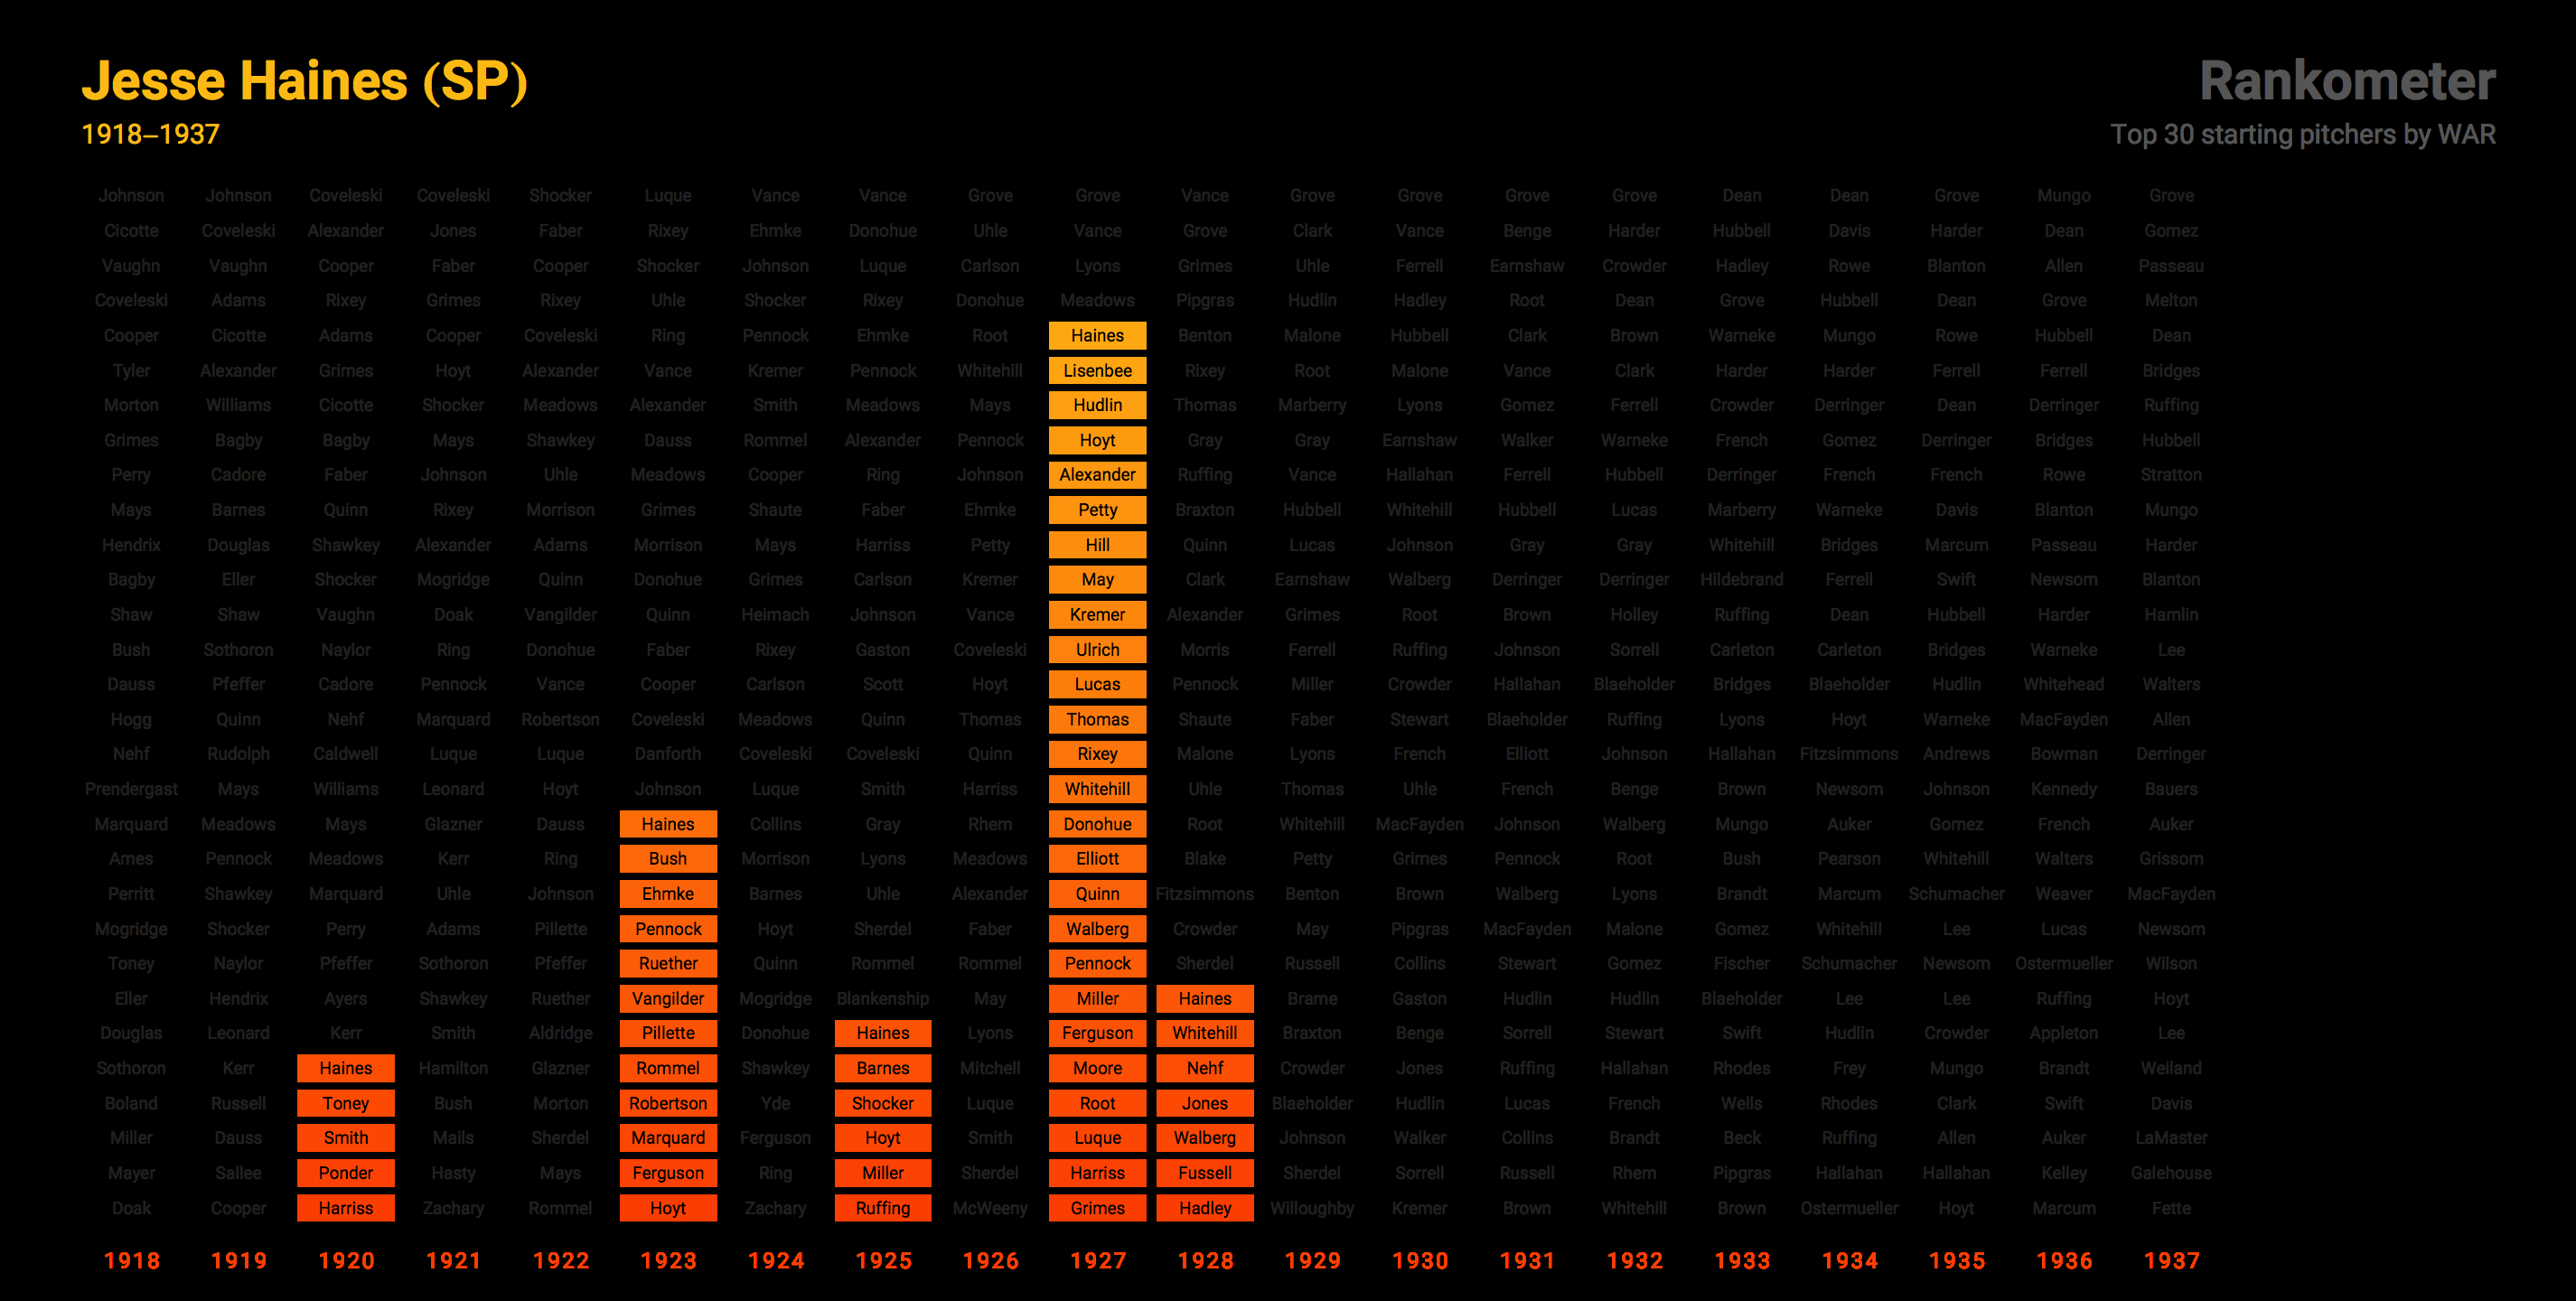 Jesse Haines (SP)
1918–1937
Rankometer
Top 30 starting pitchers by WAR
Johnson Johnson Coveleski Coveleski Shocker Luque Vance Vance Grove Grove Vance Grove Grove Grove Grove Dean Dean Grove Mungo Grove
Cicotte Coveleski Alexander Jones Faber Rixey Ehmke Donohue Uhle Vance Grove Clark Vance Benge Harder Hubbell Davis Harder Dean Gomez
Vaughn Vaughn Cooper Faber Cooper Shocker Johnson Luque Carlson Lyons Grimes Uhle Ferrell Earnshaw Crowder Hadley Rowe Blanton Allen Passeau
Coveleski Adams Rixey Grimes Rixey Uhle Shocker Rixey Donohue Meadows Pipgras Hudlin Hadley Root Dean Grove Hubbell Dean Grove Melton
Cooper Cicotte Adams Cooper Coveleski Ring Pennock Ehmke Root Haines Benton Malone Hubbell Clark Brown Warneke Mungo Rowe Hubbell Dean
Tyler Alexander Grimes Hoyt Alexander Vance Kremer Pennock Whitehill Lisenbee Rixey Root Malone Vance Clark Harder Harder Ferrell Ferrell Bridges
Morton Williams Cicotte Shocker Meadows Alexander Smith Meadows Mays Hudlin Thomas Marberry Lyons Gomez Ferrell Crowder Derringer Dean Derringer Ruffing
Grimes Bagby Bagby Mays Shawkey Dauss Rommel Alexander Pennock Hoyt Gray Gray Earnshaw Walker Warneke French Gomez Derringer Bridges Hubbell
Perry Cadore Faber Johnson Uhle Meadows Cooper Ring Johnson Alexander Ruffing Vance Hallahan Ferrell Hubbell Derringer French French Rowe Stratton
Mays Barnes Quinn Rixey Morrison Grimes Shaute Faber Ehmke Petty Braxton Hubbell Whitehill Hubbell Lucas Marberry Warneke Davis Blanton Mungo
Hendrix Douglas Shawkey Alexander Adams Morrison Mays Harriss Petty Hill Quinn Lucas Johnson Gray Gray Whitehill Bridges Marcum Passeau Harder
Bagby Eller Shocker Mogridge Quinn Donohue Grimes Carlson Kremer May Clark Earnshaw Walberg Derringer Derringer Hildebrand Ferrell Swift Newsom Blanton
Shaw Shaw Vaughn Doak Vangilder Quinn Heimach Johnson Vance Kremer Alexander Grimes Root Brown Holley Ruffing Dean Hubbell Harder Hamlin
Bush Sothoron Naylor Ring Donohue Faber Rixey Gaston Coveleski Ulrich Morris Ferrell Ruffing Johnson Sorrell Carleton Carleton Bridges Warneke Lee
Dauss Pfeffer Cadore Pennock Vance Cooper Carlson Scott Hoyt Lucas Pennock Miller Crowder Hallahan Blaeholder Bridges Blaeholder Hudlin Whitehead Walters
Hogg Quinn Nehf Marquard Robertson Coveleski Meadows Quinn Thomas Thomas Shaute Faber Stewart Blaeholder Ruffing Lyons Hoyt Warneke MacFayden Allen
Nehf Rudolph Caldwell Luque Luque Danforth Coveleski Coveleski Quinn Rixey Malone Lyons French Elliott Johnson Hallahan Fitzsimmons Andrews Bowman Derringer
Prendergast Mays Williams Leonard Hoyt Johnson Luque Smith Harriss Whitehill Uhle Thomas Uhle French Benge Brown Newsom Johnson Kennedy Bauers
Marquard Meadows Mays Glazner Dauss Haines Collins Gray Rhem Donohue Root Whitehill MacFayden Johnson Walberg Mungo Auker Gomez French Auker
Ames Pennock Meadows Kerr Ring Bush Morrison Lyons Meadows Elliott Blake Petty Grimes Pennock Root Bush Pearson Whitehill Walters Grissom
Perritt Shawkey Marquard Uhle Johnson Ehmke Barnes Uhle Alexander Quinn Fitzsimmons Benton Brown Walberg Lyons Brandt Marcum Schumacher Weaver MacFayden
Mogridge Shocker Perry Adams Pillette Pennock Hoyt Sherdel Faber Walberg Crowder May Pipgras MacFayden Malone Gomez Whitehill Lee Lucas Newsom
Toney Naylor Pfeffer Sothoron Pfeffer Ruether Quinn Rommel Rommel Pennock Sherdel Russell Collins Stewart Gomez Fischer Schumacher Newsom Ostermueller Wilson
Eller Hendrix Ayers Shawkey Ruether Vangilder Mogridge Blankenship May Miller Haines Brame Gaston Hudlin Hudlin Blaeholder Lee Lee Ruffing Hoyt
Douglas Leonard Kerr Smith Aldridge Pillette Donohue Haines Lyons Ferguson Whitehill Braxton Benge Sorrell Stewart Swift Hudlin Crowder Appleton Lee
Sothoron Kerr Haines Hamilton Glazner Rommel Shawkey Barnes Mitchell Moore Nehf Crowder Jones Ruffing Hallahan Rhodes Frey Mungo Brandt Weiland
Boland Russell Toney Bush Morton Robertson Yde Shocker Luque Root Jones Blaeholder Hudlin Lucas French Wells Rhodes Clark Swift Davis
Miller Dauss Smith Mails Sherdel Marquard Ferguson Hoyt Smith Luque Walberg Johnson Walker Collins Brandt Beck Ruffing Allen Auker LaMaster
Mayer Sallee Ponder Hasty Mays Ferguson Ring Miller Sherdel Harriss Fussell Sherdel Sorrell Russell Rhem Pipgras Hallahan Hallahan Kelley Galehouse
Doak Cooper Harriss Zachary Rommel Hoyt Zachary Ruffing McWeeny Grimes Hadley Willoughby Kremer Brown Whitehill Brown Ostermueller Hoyt Marcum Fette
1918 1919 1920 1921 1922 1923 1924 1925 1926 1927 1928 1929 1930 1931 1932 1933 1934 1935 1936 1937